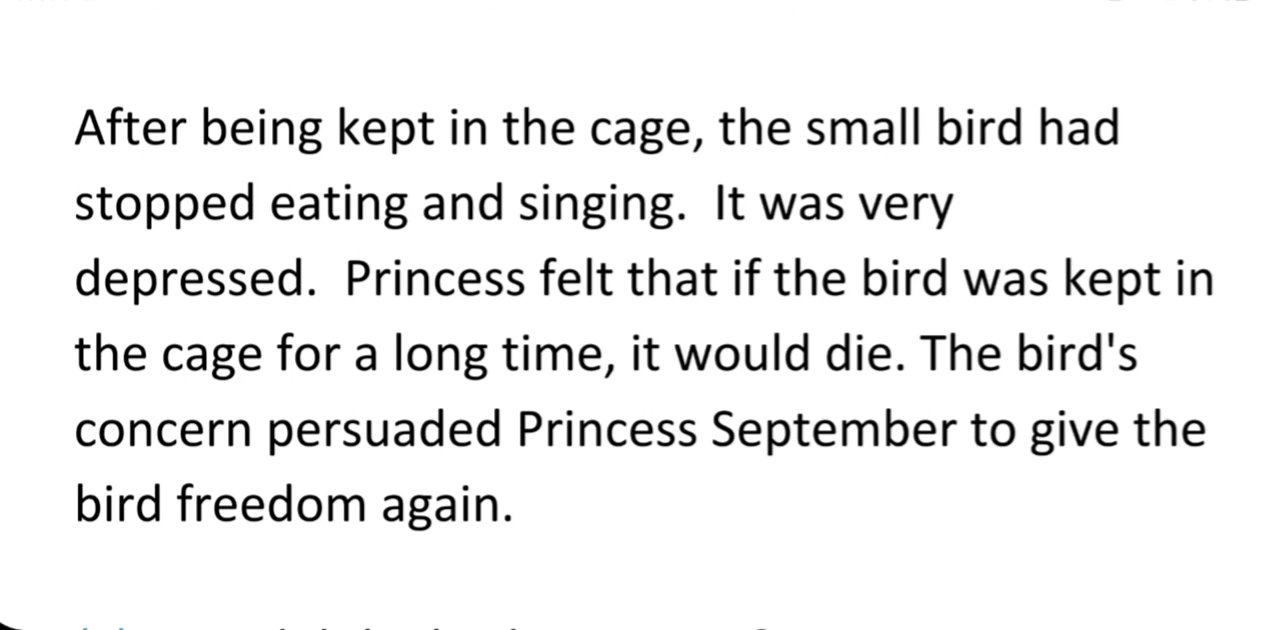 After being kept in the cage, the small bird had
stopped eating and singing.  It was very
depressed.  Princess felt that if the bird was kept in
the cage for a long time, it would die. The bird's
concern persuaded Princess September to give the
bird freedom again.